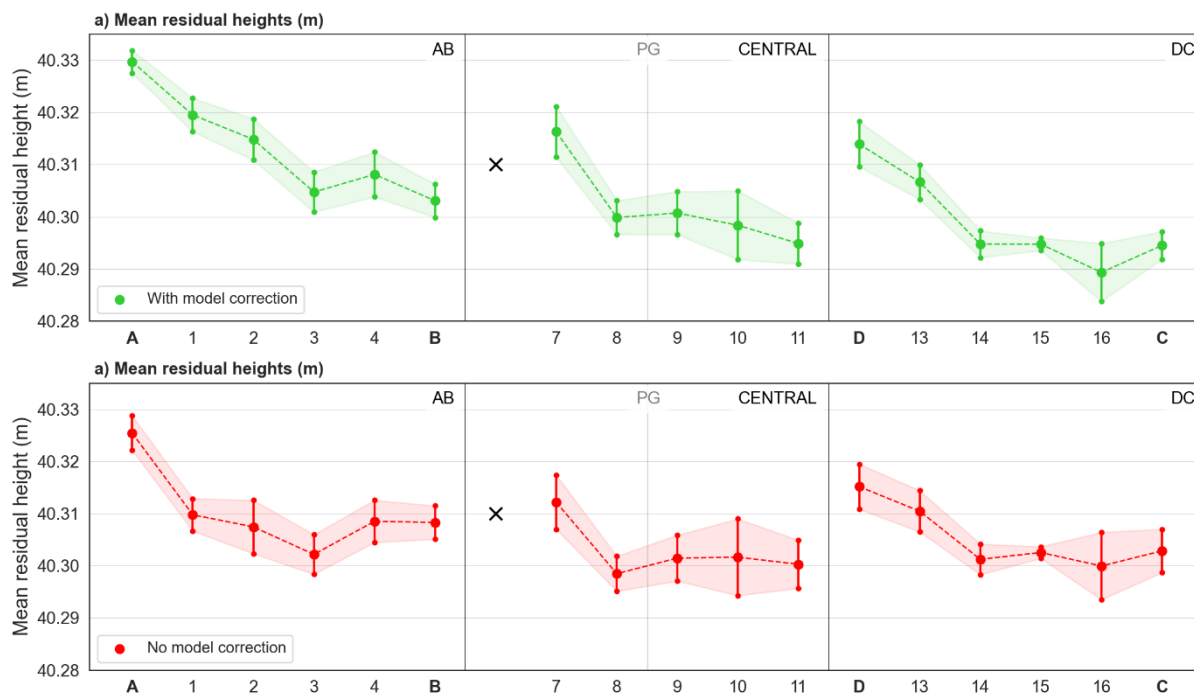 a) Mean residual heights (m)
AB
PG
CENTRAL
DC
Mean residual height (m)
40.33
40.32
40.31
40.30
40.29
40.28
With model correction
A 1 2 3 4 B 7 8 9 10 11 D 13 14 15 16 C
a) Mean residual heights (m)
AB
PG
CENTRAL
DC
Mean residual height (m)
40.33
40.32
40.31
40.30
40.29
40.28
No model correction
A 1 2 3 4 B 7 8 9 10 11 D 13 14 15 16 C